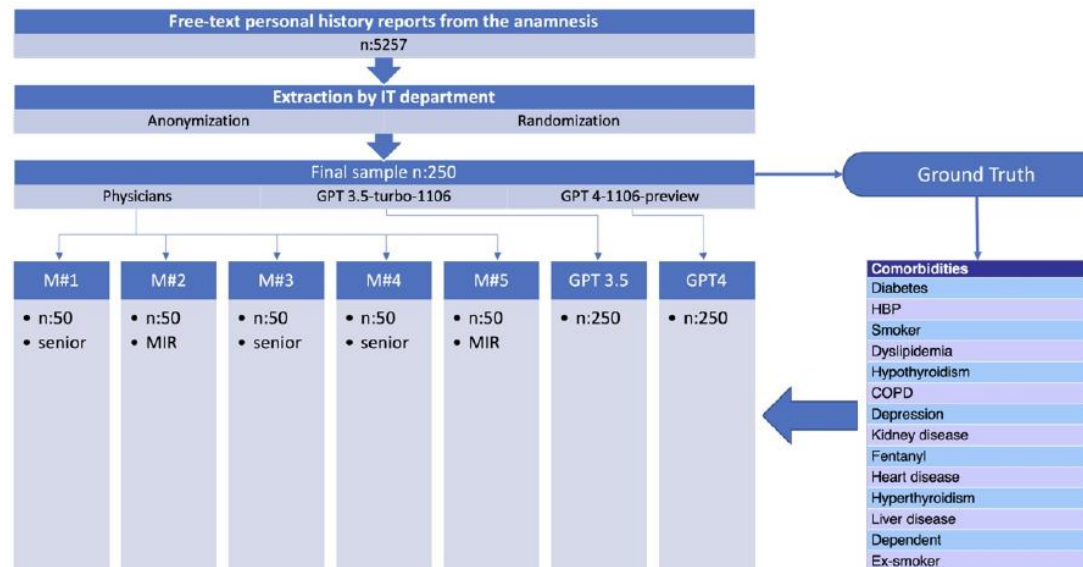 Free-text personal history reports from the anamnesis
n:5257
Extraction by IT department
Anonymization Randomization
Final sample n:250
Physicians GPT 3.5-turbo-1106 GPT 4-1106-preview
Ground Truth
M#1 M#2 M#3 M#4 M#5 GPT 3.5 GPT4
• n:50 • n:50 • n:50 • n:50 • n:50 • n:250 • n:250
• senior • MIR • senior • senior • MIR
Comorbidities
Diabetes
HBP
Smoker
Dyslipidemia
Hypothyroidism
COPD
Depression
Kidney disease
Fentanyl
Heart disease
Hyperthyroidism
Liver disease
Dependent
Ex-smoker